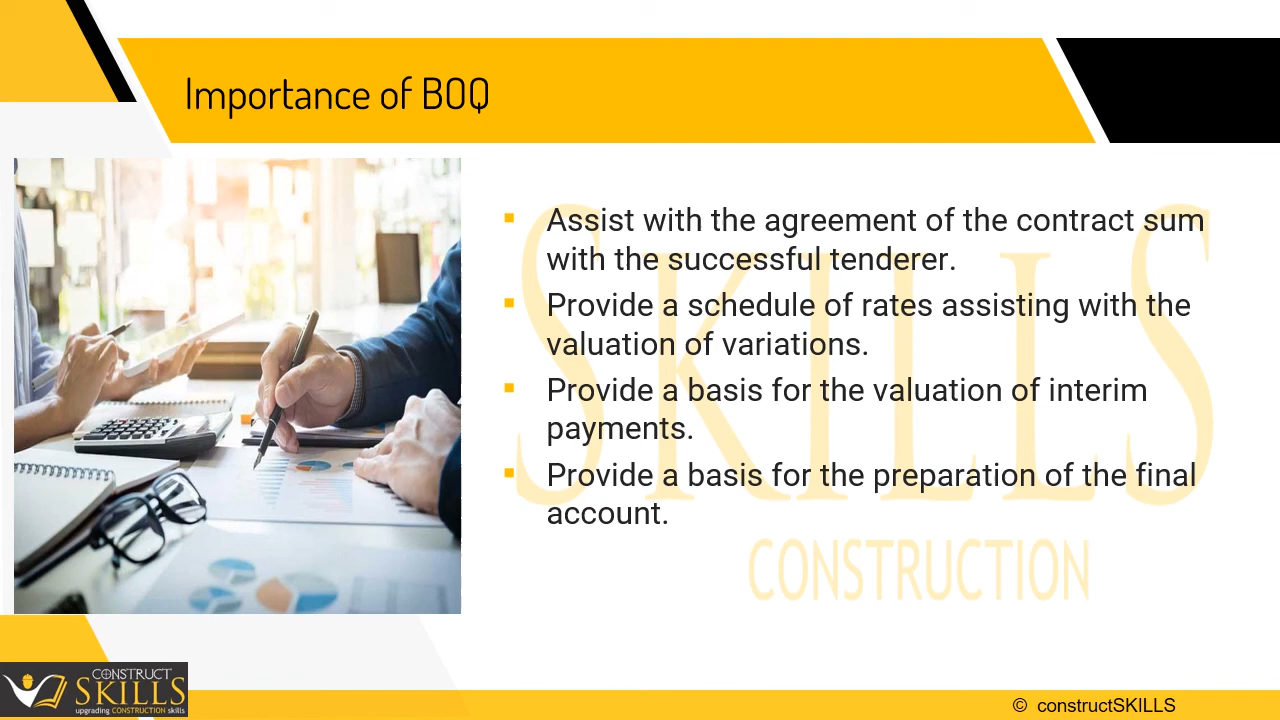 Importance of BOQ
Assist with the agreement of the contract sum
with the successful tenderer.
Provide a schedule of rates assisting with the
valuation of variations.
Provide a basis for the valuation of interim
payments.
Provide a basis for the preparation of the final
account.
SKILLS
CONSTRUCTION
CONSTRUCT
SKILLS
upgrading CONSTRUCTION skills
© constructSKILLS